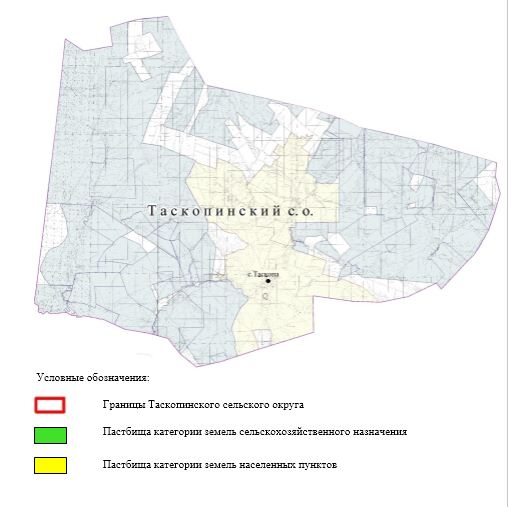 Таскопинский с.о.
с.Таскопа
Условные обозначения:
Границы Таскопинского сельского округа
Пастбища категории земель сельскохозяйственного назначения
Пастбища категории земель населенных пунктов